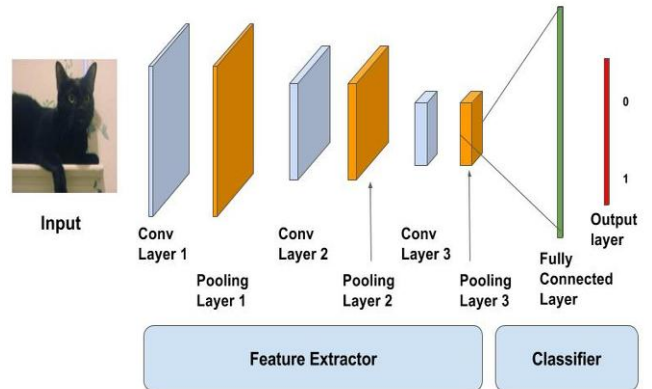 Input
Conv
Layer 1
Pooling
Layer 1
Conv
Layer 2
Pooling
Layer 2
Conv
Layer 3
Pooling
Layer 3
Fully
Connected
Layer
0
1
Output
layer
Feature Extractor
Classifier